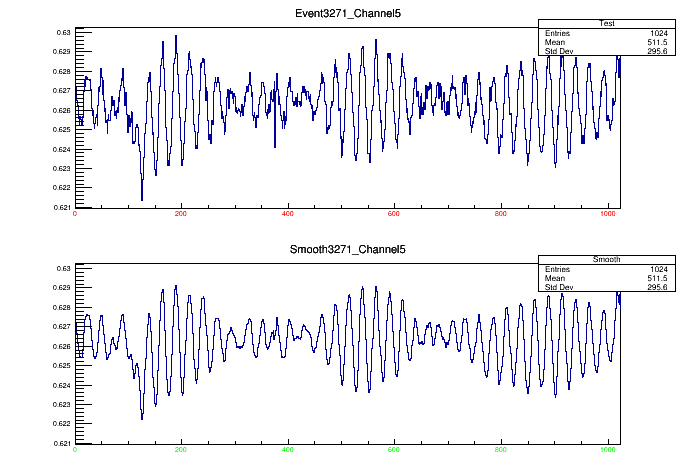 Event3271_Channel5
Test
Entries 1024
Mean 511.5
Std Dev 295.6
0.63
0.629
0.628
0.627
0.626
0.625
0.624
0.623
0.622
0.621
0 200 400 600 800 1000
Smooth3271_Channel5
Smooth
Entries 1024
Mean 511.5
Std Dev 295.6
0.63
0.629
0.628
0.627
0.626
0.625
0.624
0.623
0.622
0.621
0 200 400 600 800 1000